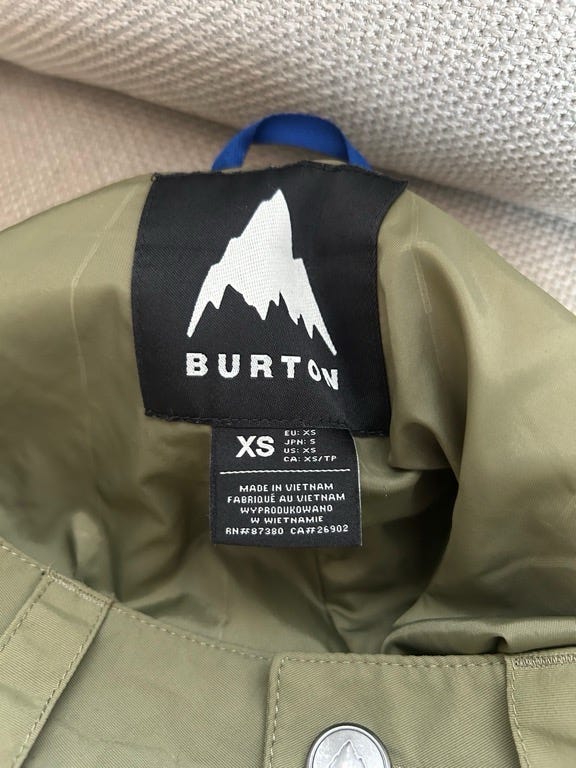 BURTON
XS
EU: XS
JPN: S
US: XS
CA: XS/TP
MADE IN VIETNAM
FABRIQUÉ AU VIETNAM
WYPRODUKOWANO
W WIETNAMIE
RN#87380 CA#26902